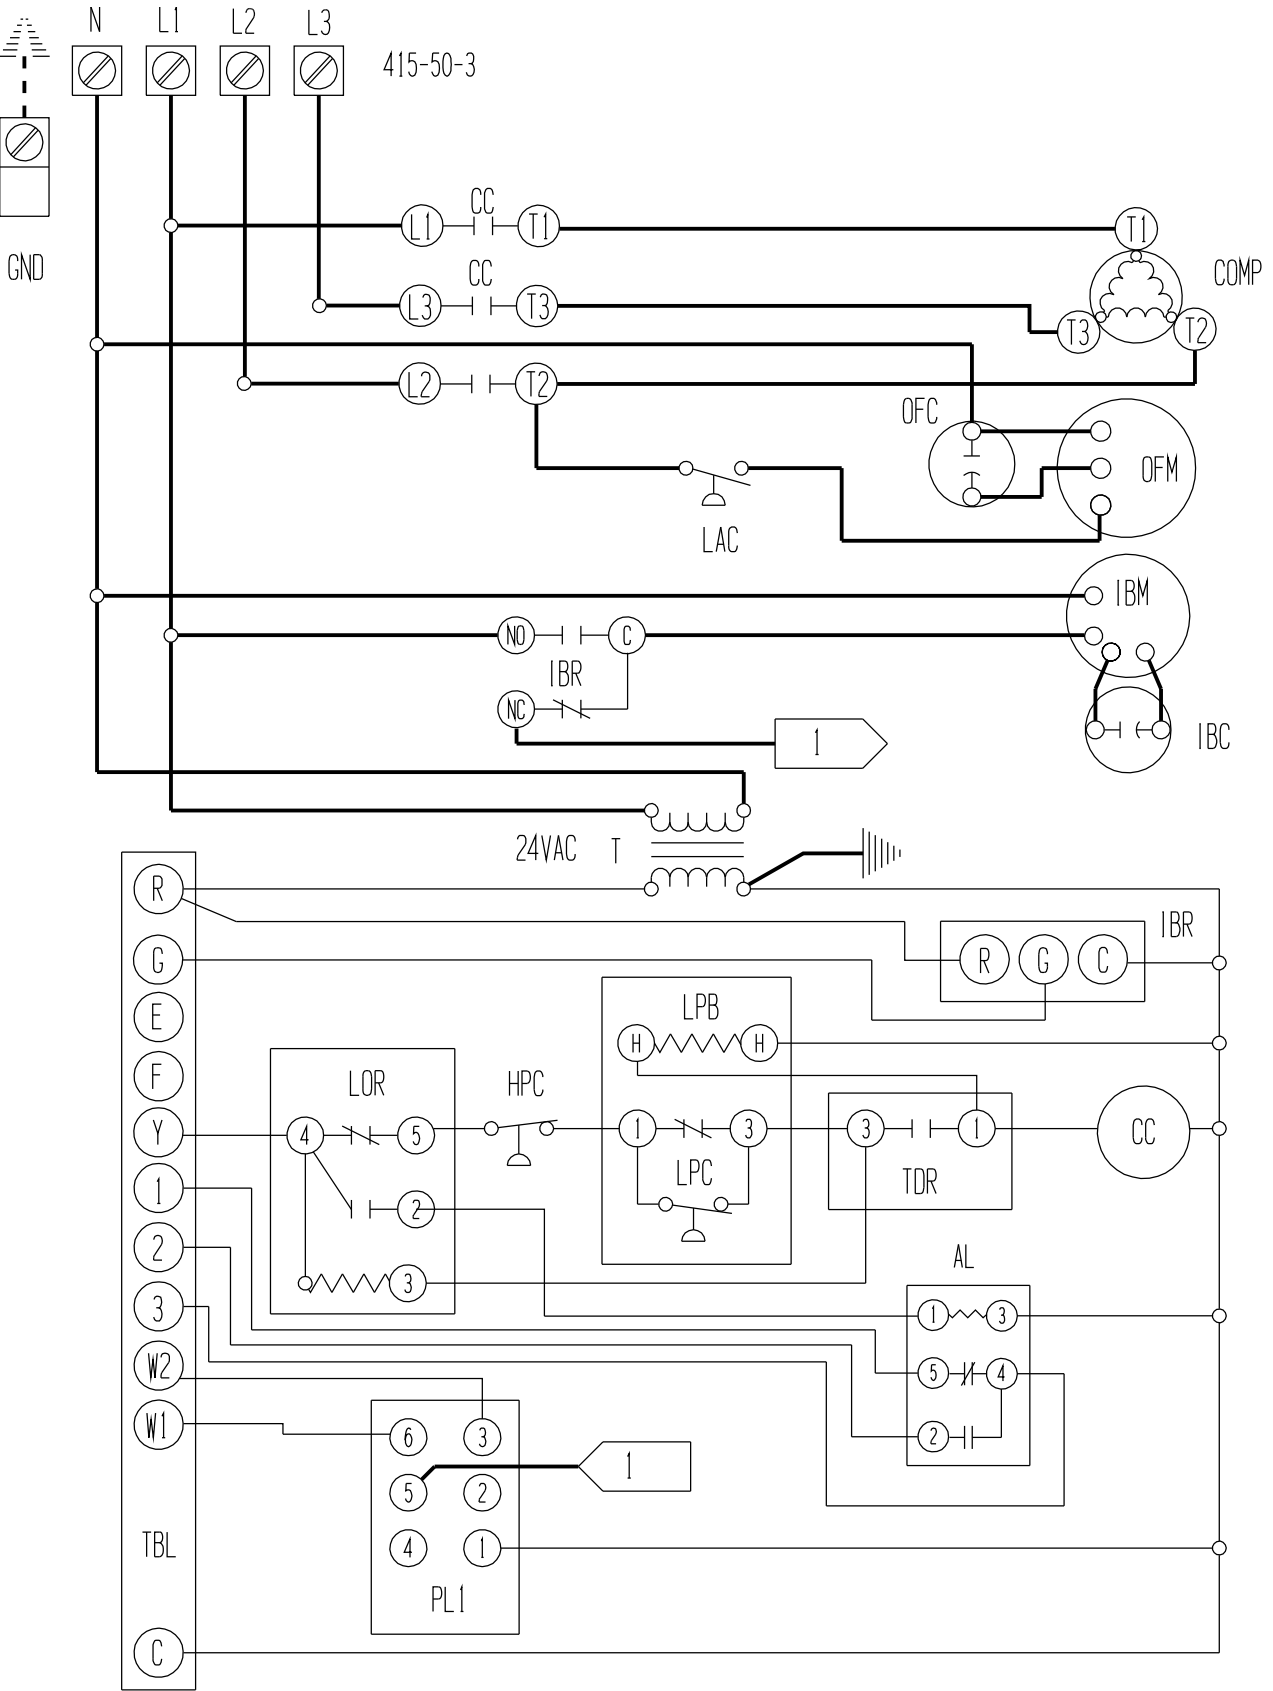 N L1 L2 L3
415-50-3
GND
CC
L1 T1 T1
CC
COMP
L3 T3 T3 T2
L2 T2
OFC
OFM
LAC
IBM
NO C
IBR
NC
1
IBC
24VAC T
R
IBR
G
R G C
E
LPB
H H
F
LOR
HPC
Y
4 5
1 3
3 1
CC
LPC
TDR
1
2
2
AL
3
3
1 3
W2
5 4
W1
6 3
2
1
5 2
TBL
4 1
PL1
C